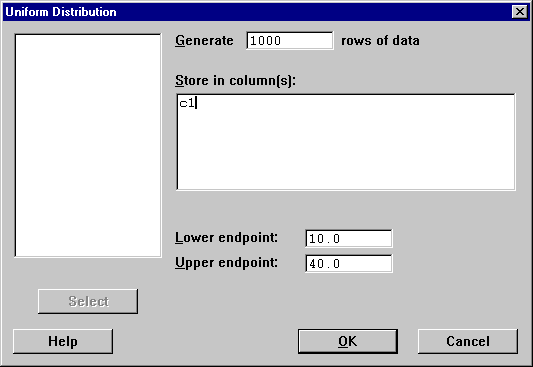 Uniform Distribution
Generate 1000 rows of data
Store in column(s):
c1
Lower endpoint: 10.0
Upper endpoint: 40.0
Select
Help OK Cancel